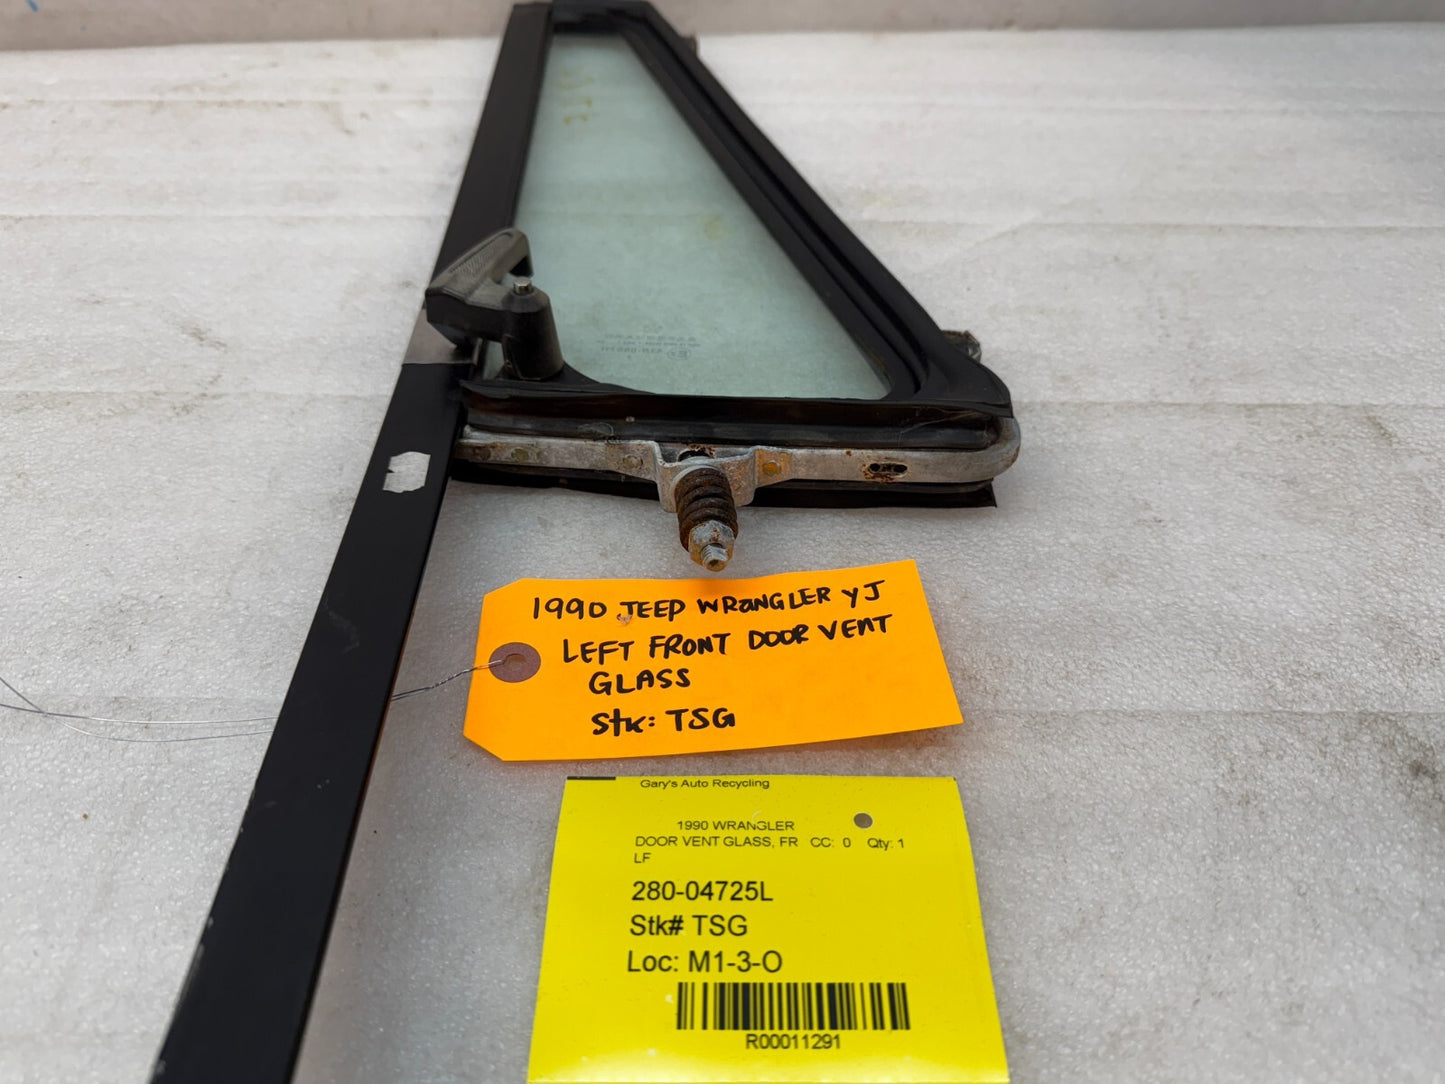 1990 JEEP WRANGLER YJ
LEFT FRONT DOOR VENT
GLASS
Stk: TSG
Gary's Auto Recycling
1990 WRANGLER
DOOR VENT GLASS, FR CC: 0 Qty: 1
LF
280-04725L
Stk# TSG
Loc: M1-3-O
R00011291